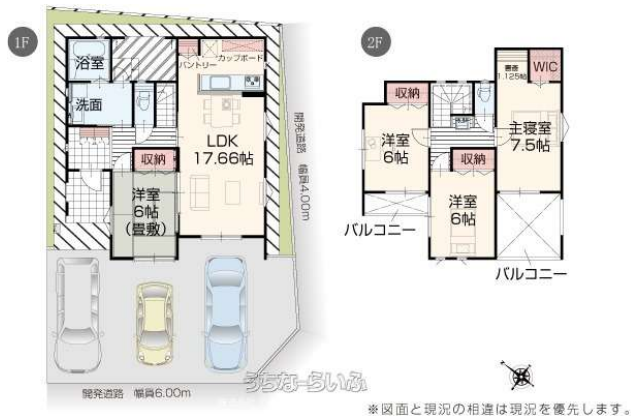 1F
浴室
パントリー
カップボード
洗面
LDK
17.66帖
収納
洋室
6帖
(畳敷)
開発道路 幅員4.00m
開発道路 幅員6.00m
2F
書斎
1.125帖
WIC
収納
主寝室
7.5帖
洋室
6帖
収納
洋室
6帖
バルコニー
バルコニー
うちなーらいふ
※図面と現況の相違は現況を優先します。